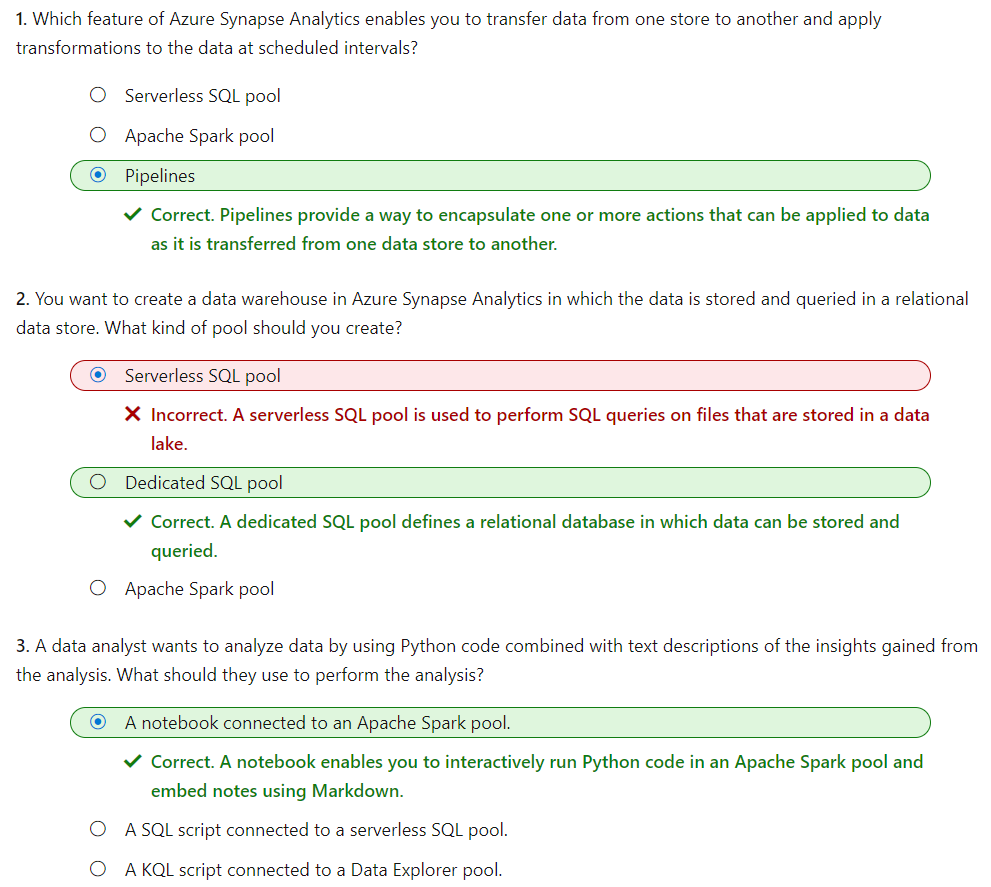 1. Which feature of Azure Synapse Analytics enables you to transfer data from one store to another and apply
transformations to the data at scheduled intervals?
Serverless SQL pool
Apache Spark pool
Pipelines
Correct. Pipelines provide a way to encapsulate one or more actions that can be applied to data
as it is transferred from one data store to another.
2. You want to create a data warehouse in Azure Synapse Analytics in which the data is stored and queried in a relational
data store. What kind of pool should you create?
Serverless SQL pool
Incorrect. A serverless SQL pool is used to perform SQL queries on files that are stored in a data
lake.
Dedicated SQL pool
Correct. A dedicated SQL pool defines a relational database in which data can be stored and
queried.
Apache Spark pool
3. A data analyst wants to analyze data by using Python code combined with text descriptions of the insights gained from
the analysis. What should they use to perform the analysis?
A notebook connected to an Apache Spark pool.
Correct. A notebook enables you to interactively run Python code in an Apache Spark pool and
embed notes using Markdown.
A SQL script connected to a serverless SQL pool.
A KQL script connected to a Data Explorer pool.